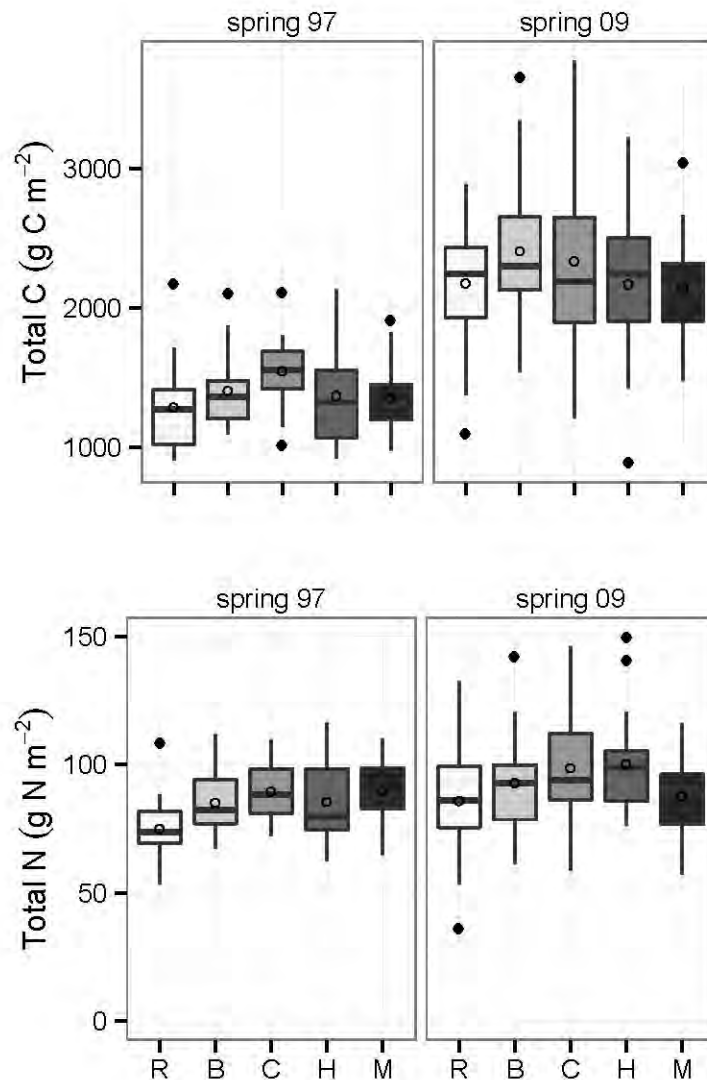 spring 97 spring 09
Total C (g C m⁻²)
3000
2000
1000
spring 97 spring 09
Total N (g N m⁻²)
150
100
50
0
R B C H M R B C H M